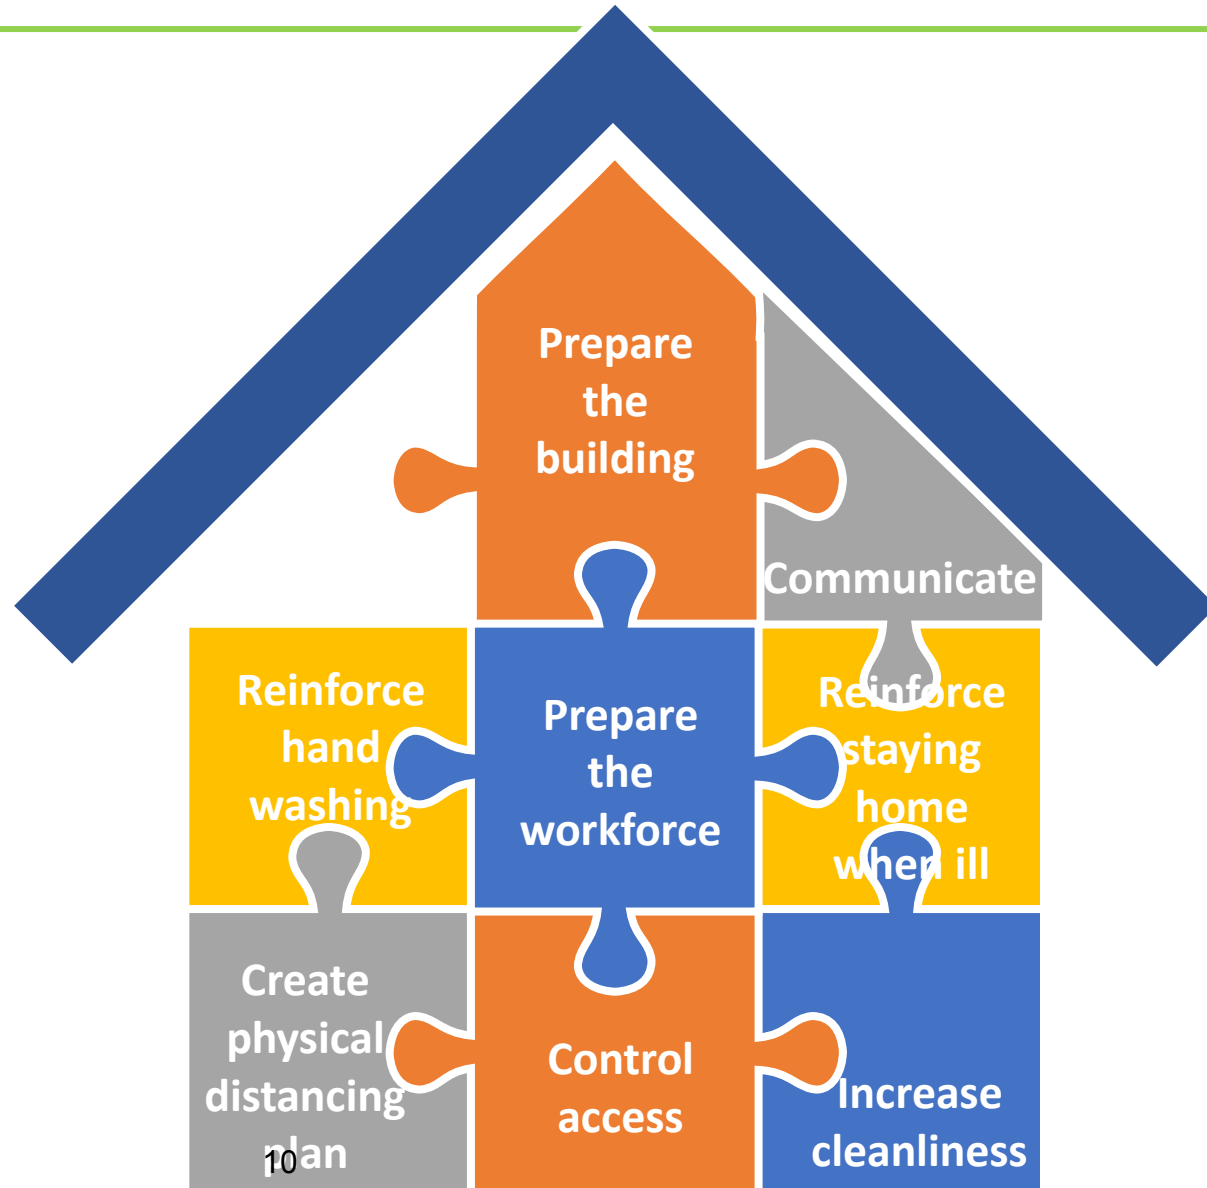 Prepare
the
building
Communicate
Reinforce
hand
washing
Prepare
the
workforce
Reinforce
staying
home
when ill
Create
physical
distancing
plan
Control
access
Increase
cleanliness
10